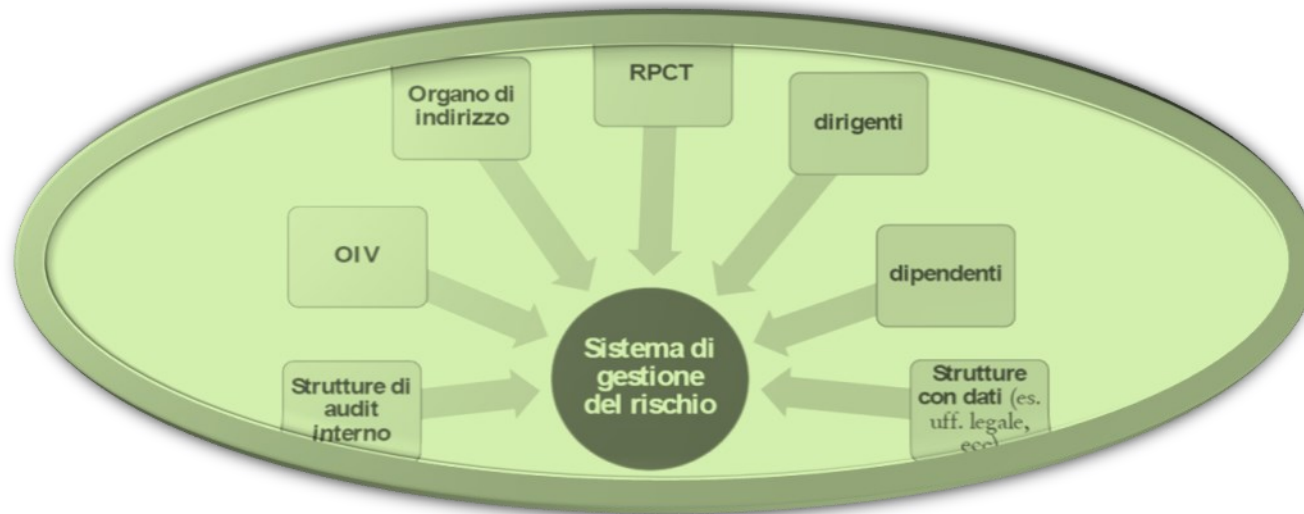 RPCT
Organo di
indirizzo
dirigenti
OIV
dipendenti
Sistema di
gestione
del rischio
Strutture di
audit
interno
Strutture
con dati (es.
uff. legale,
ecc)